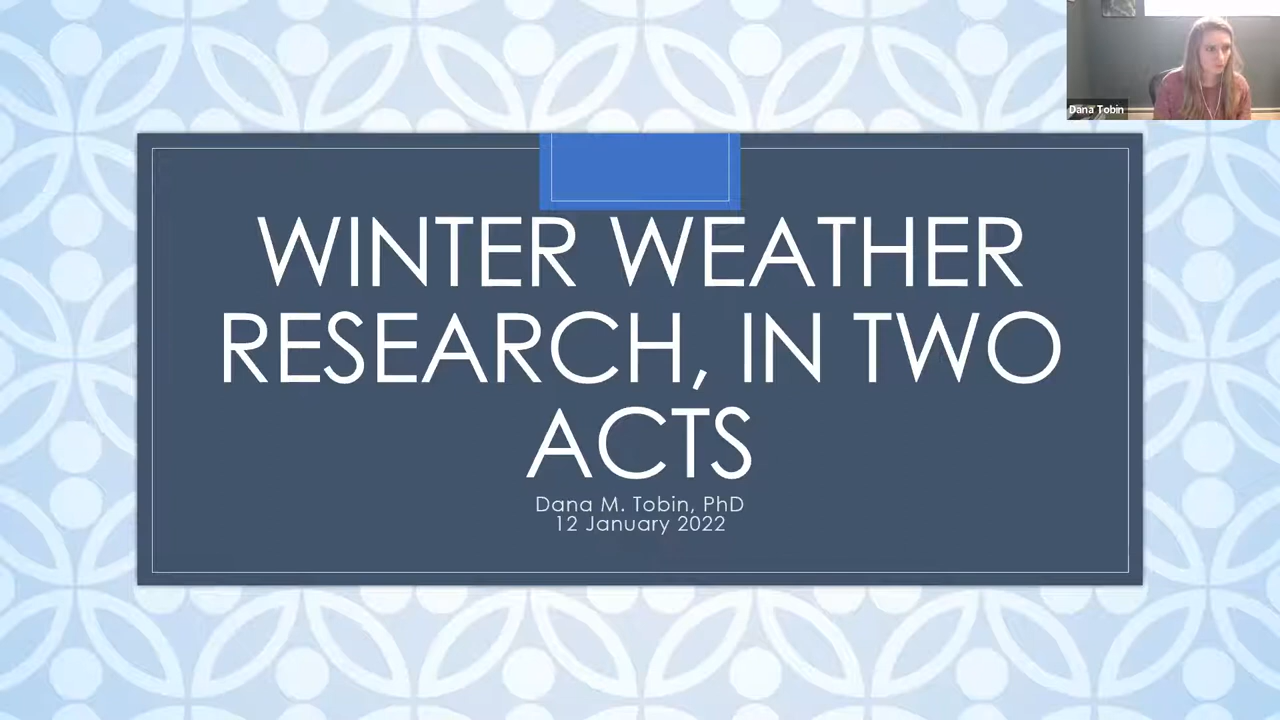 Dana Tobin
WINTER WEATHER
RESEARCH, IN TWO
ACTS
Dana M. Tobin, PhD
12 January 2022